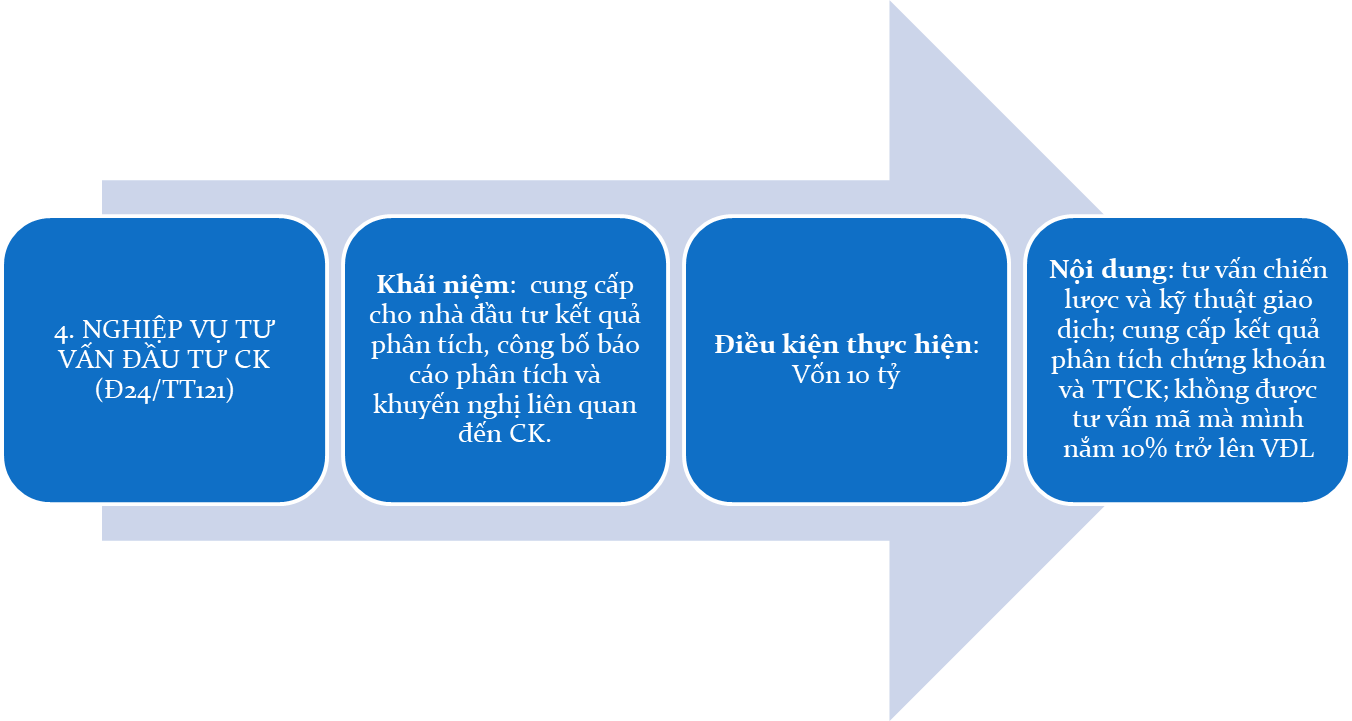 4. NGHIỆP VỤ TƯ
VẤN ĐẦU TƯ CK
(Đ24/TT121)
Khái niệm:  cung cấp
cho nhà đầu tư kết quả
phân tích, công bố báo
cáo phân tích và
khuyến nghị liên quan
đến CK.
Điều kiện thực hiện:
Vốn 10 tỷ
Nội dung: tư vấn chiến
lược và kỹ thuật giao
dịch; cung cấp kết quả
phân tích chứng khoán
và TTCK; khồng được
tư vấn mã mà mình
nắm 10% trở lên VĐL